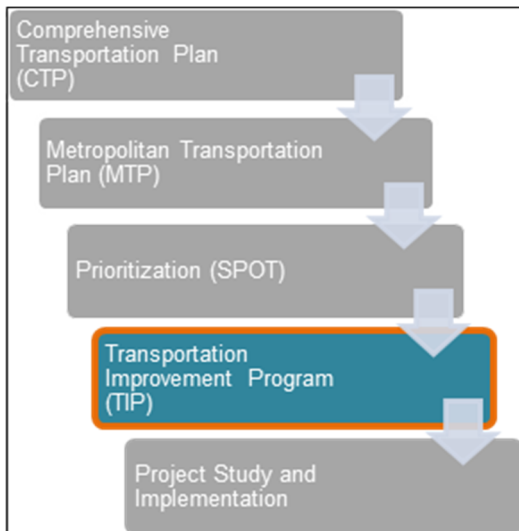 Comprehensive
Transportation Plan
(CTP)
Metropolitan Transportation
Plan (MTP)
Prioritization (SPOT)
Transportation
Improvement Program
(TIP)
Project Study and
Implementation